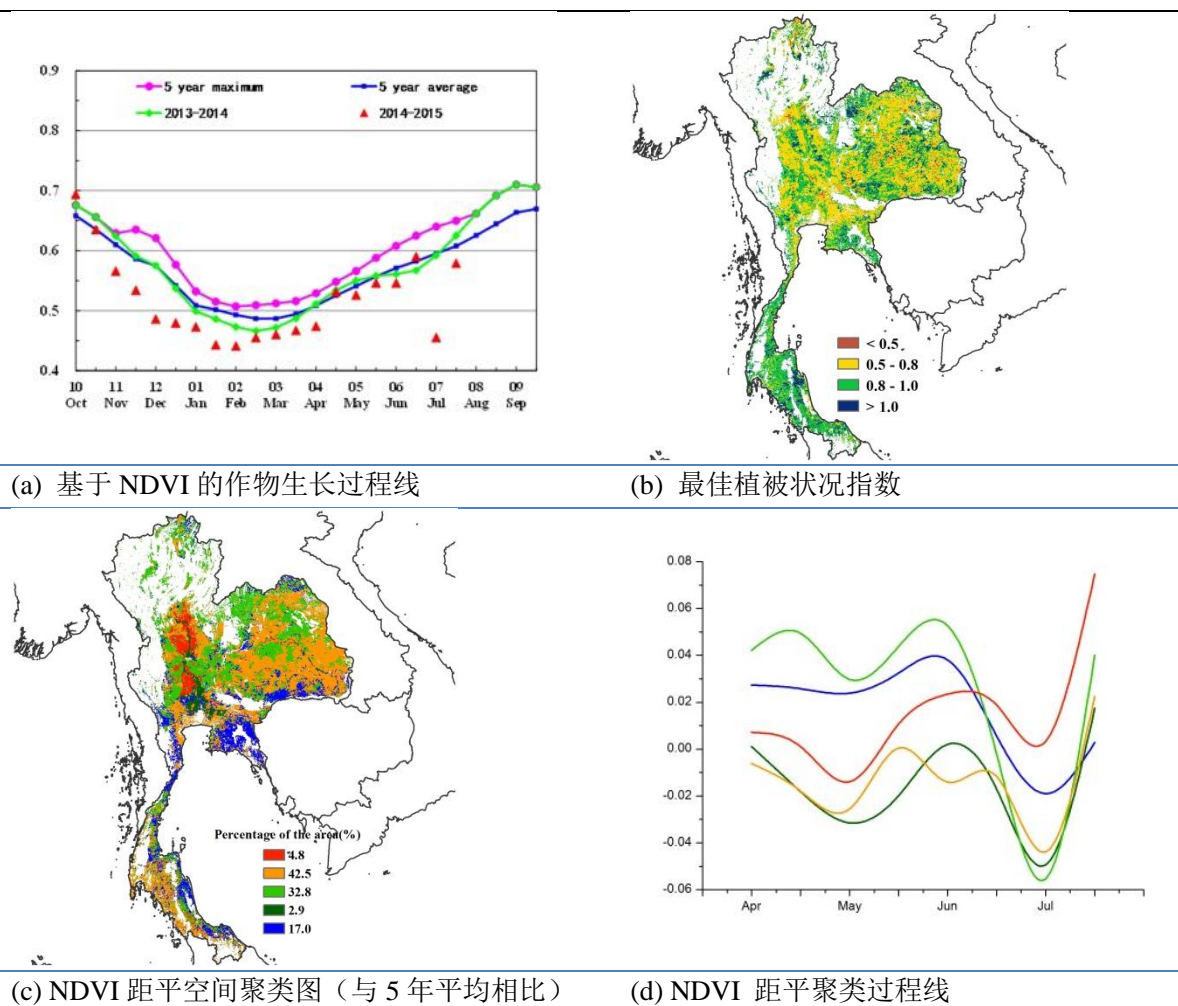 0.9
5 year maximum 5 year average
2013-2014 2014-2015
0.8
0.7
0.6
0.5
0.4
10 11 12 01 02 03 04 05 06 07 08 09
Oct Nov Dec Jan Feb Mar Apr May Jun Jul Aug Sep
< 0.5
0.5 - 0.8
0.8 - 1.0
> 1.0
(a) 基于 NDVI 的作物生长过程线
(b) 最佳植被状况指数
Percentage of the area(%)
4.8
42.5
32.8
2.9
17.0
0.08
0.06
0.04
0.02
0.00
-0.02
-0.04
-0.06
Apr May Jun Jul
(c) NDVI 距平空间聚类图（与 5 年平均相比）
(d) NDVI 距平聚类过程线